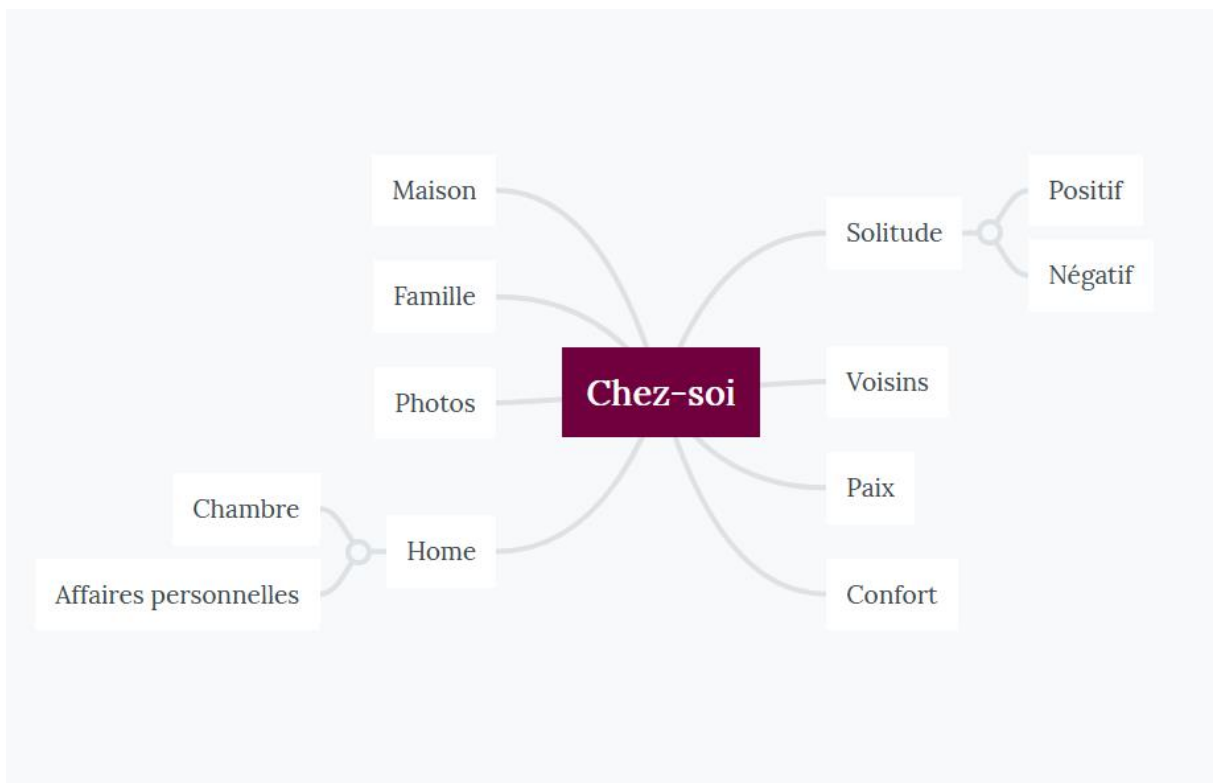 Maison
Famille
Photos
Chambre
Home
Affaires personnelles
Chez-soi
Solitude
Positif
Négatif
Voisins
Paix
Confort